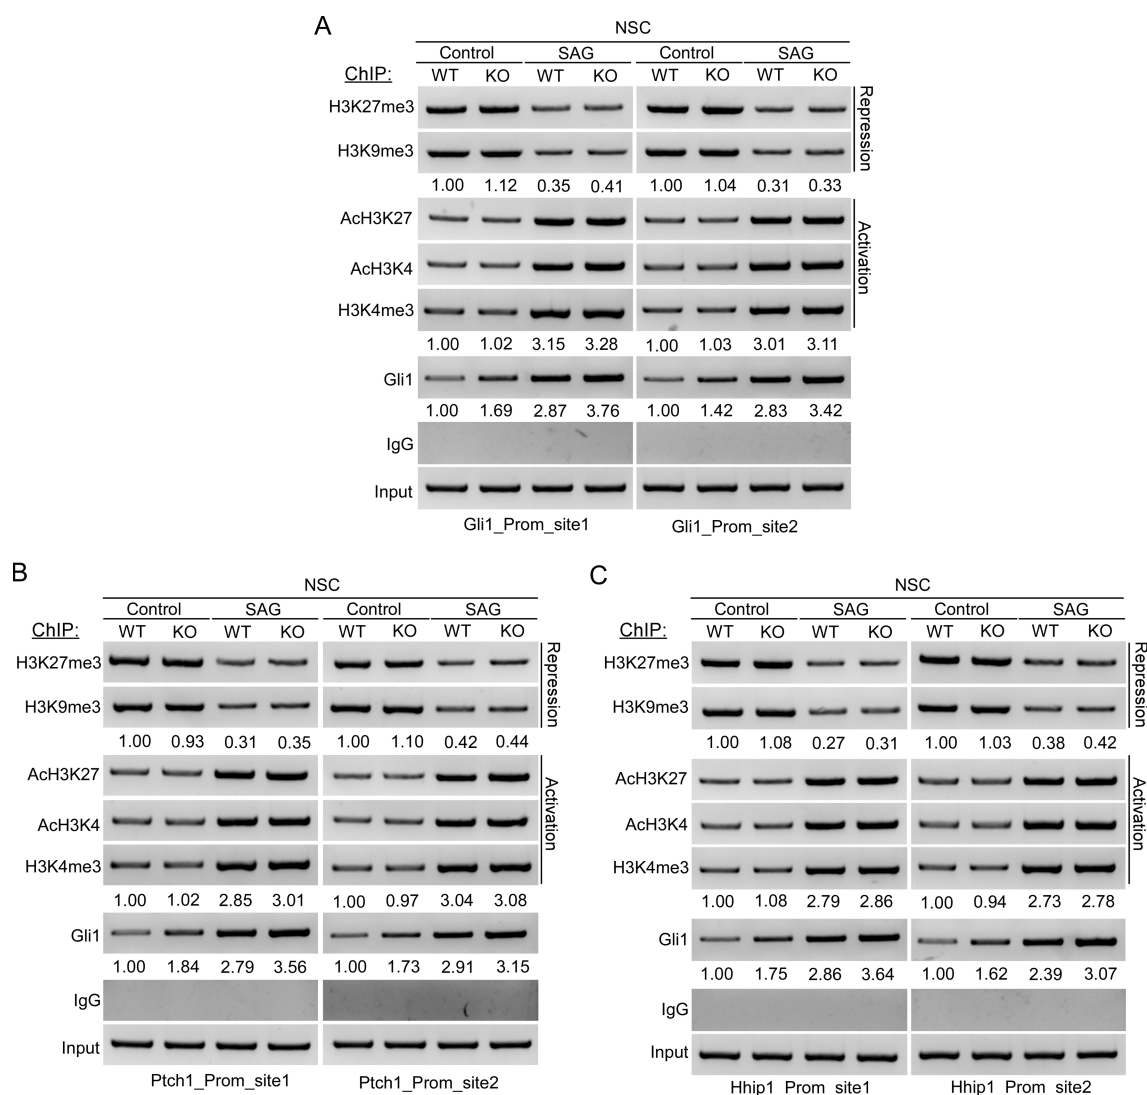 A
NSC
Control SAG Control SAG
ChIP: WT KO WT KO WT KO WT KO
H3K27me3
H3K9me3
Repression
1.00 1.12 0.35 0.41 1.00 1.04 0.31 0.33
AcH3K27
AcH3K4
H3K4me3
Activation
1.00 1.02 3.15 3.28 1.00 1.03 3.01 3.11
Gli1
1.00 1.69 2.87 3.76 1.00 1.42 2.83 3.42
IgG
Input
Gli1_Prom_site1 Gli1_Prom_site2
B
NSC
Control SAG Control SAG
ChIP: WT KO WT KO WT KO WT KO
H3K27me3
H3K9me3
Repression
1.00 0.93 0.31 0.35 1.00 1.10 0.42 0.44
AcH3K27
AcH3K4
H3K4me3
Activation
1.00 1.02 2.85 3.01 1.00 0.97 3.04 3.08
Gli1
1.00 1.84 2.79 3.56 1.00 1.73 2.91 3.15
IgG
Input
Ptch1_Prom_site1 Ptch1_Prom_site2
C
NSC
Control SAG Control SAG
ChIP: WT KO WT KO WT KO WT KO
H3K27me3
H3K9me3
Repression
1.00 1.08 0.27 0.31 1.00 1.03 0.38 0.42
AcH3K27
AcH3K4
H3K4me3
Activation
1.00 1.08 2.79 2.86 1.00 0.94 2.73 2.78
Gli1
1.00 1.75 2.86 3.64 1.00 1.62 2.39 3.07
IgG
Input
Hhip1 Prom site1 Hhip1 Prom site2